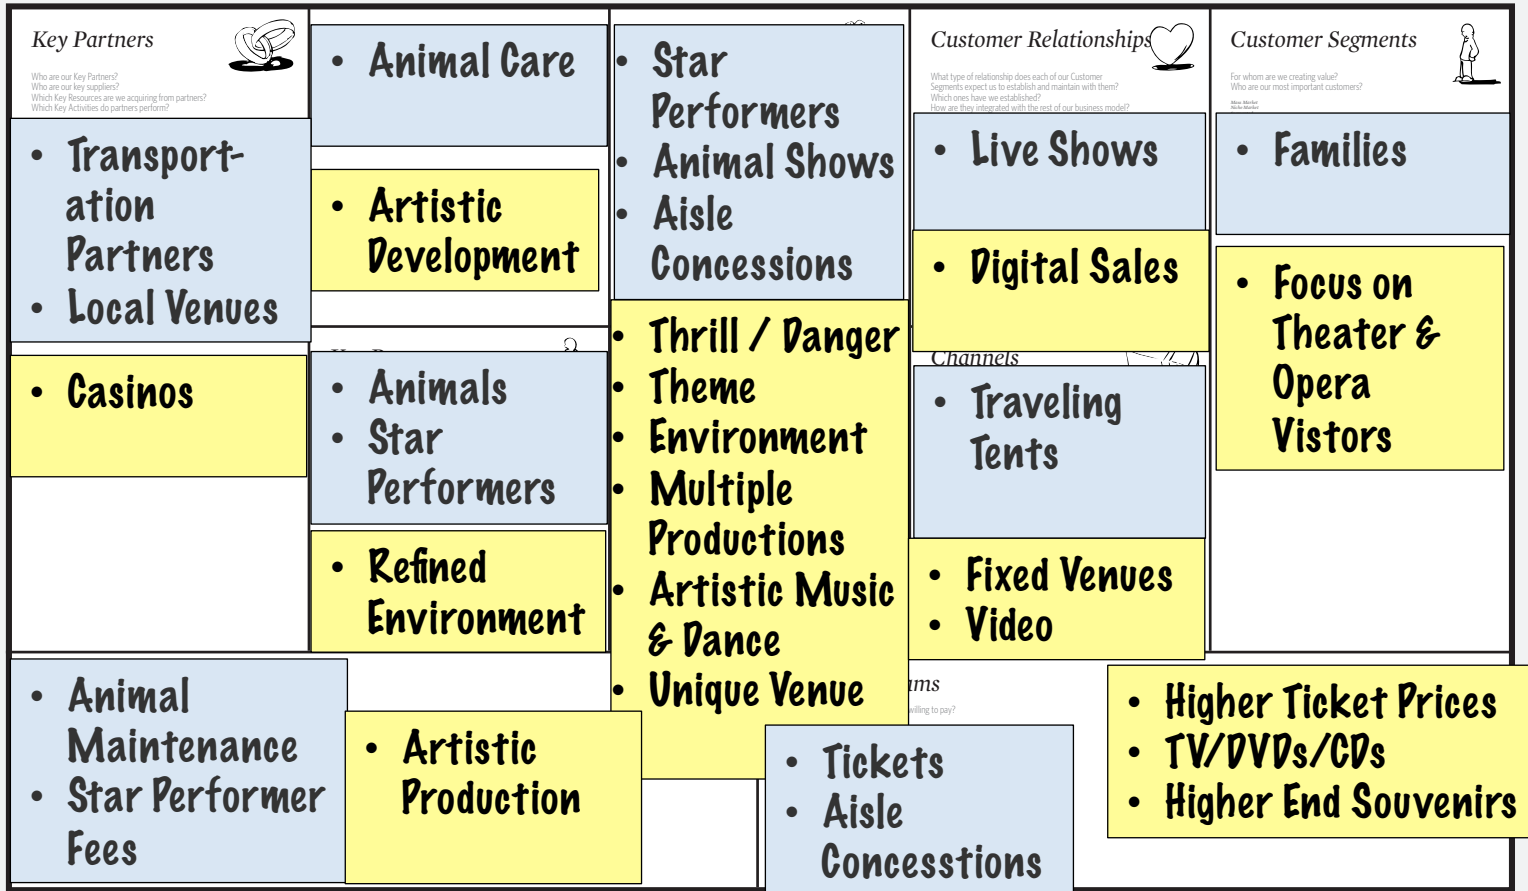 Key Partners
Who are our Key Partners?
Who are our key suppliers?
Which Key Resources are we acquiring from partners?
Which Key Activities do partners perform?
• Transport-
ation
Partners
• Local Venues
• Casinos
• Animal Care
• Artistic
Development
• Animals
• Star
Performers
• Refined
Environment
• Star
Performers
• Animal Shows
• Aisle
Concessions
• Thrill / Danger
• Theme
• Environment
• Multiple
Productions
• Artistic Music
& Dance
• Unique Venue
Customer Relationships
What type of relationship does each of our Customer
Segments expect us to establish and maintain with them?
Which ones have we established?
How are they integrated with the rest of our business model?
• Live Shows
• Digital Sales
Channels
• Traveling
Tents
• Fixed Venues
• Video
Customer Segments
For whom are we creating value?
Who are our most important customers?
Mass Market
Niche Market
• Families
• Focus on
Theater &
Opera
Vistors
• Animal
Maintenance
• Star Performer
Fees
• Artistic
Production
ams
willing to pay?
• Tickets
• Aisle
Concesstions
• Higher Ticket Prices
• TV/DVDs/CDs
• Higher End Souvenirs